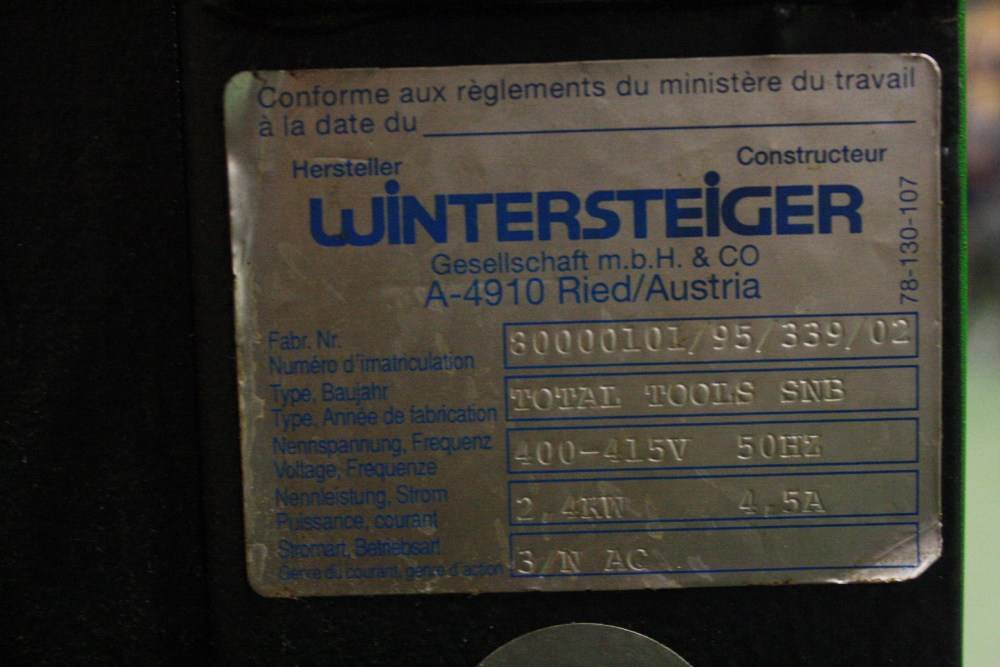 Conforme aux règlements du ministère du travail
à la date du
Hersteller Constructeur
WINTERSTEIGER
Gesellschaft m.b.H. & CO
A-4910 Ried/Austria
78-130-107
Fabr. Nr.
Numéro d'imatriculation
80000101/95/339/02
Type, Baujahr
Type, Année de fabrication
TOTAL TOOLS SNB
Nennspannung, Frequenz
Voltage, Frequenze
400-415V 50HZ
Nennleistung, Strom
Puissance, courant
2,4KW 4,5A
Stromart, Betriebsart
Genre du courant, genre d'action
3/N AC